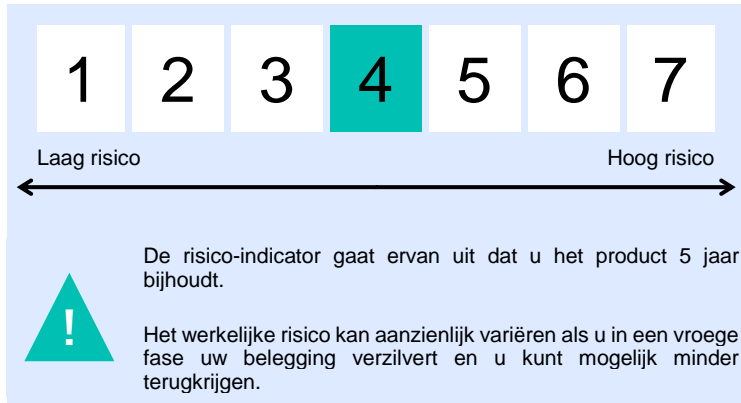 1 2 3 4 5 6 7
Laag risico Hoog risico
De risico-indicator gaat ervan uit dat u het product 5 jaar
bijhoudt.
!
Het werkelijke risico kan aanzienlijk variëren als u in een vroege
fase uw belegging verzilvert en u kunt mogelijk minder
terugkrijgen.